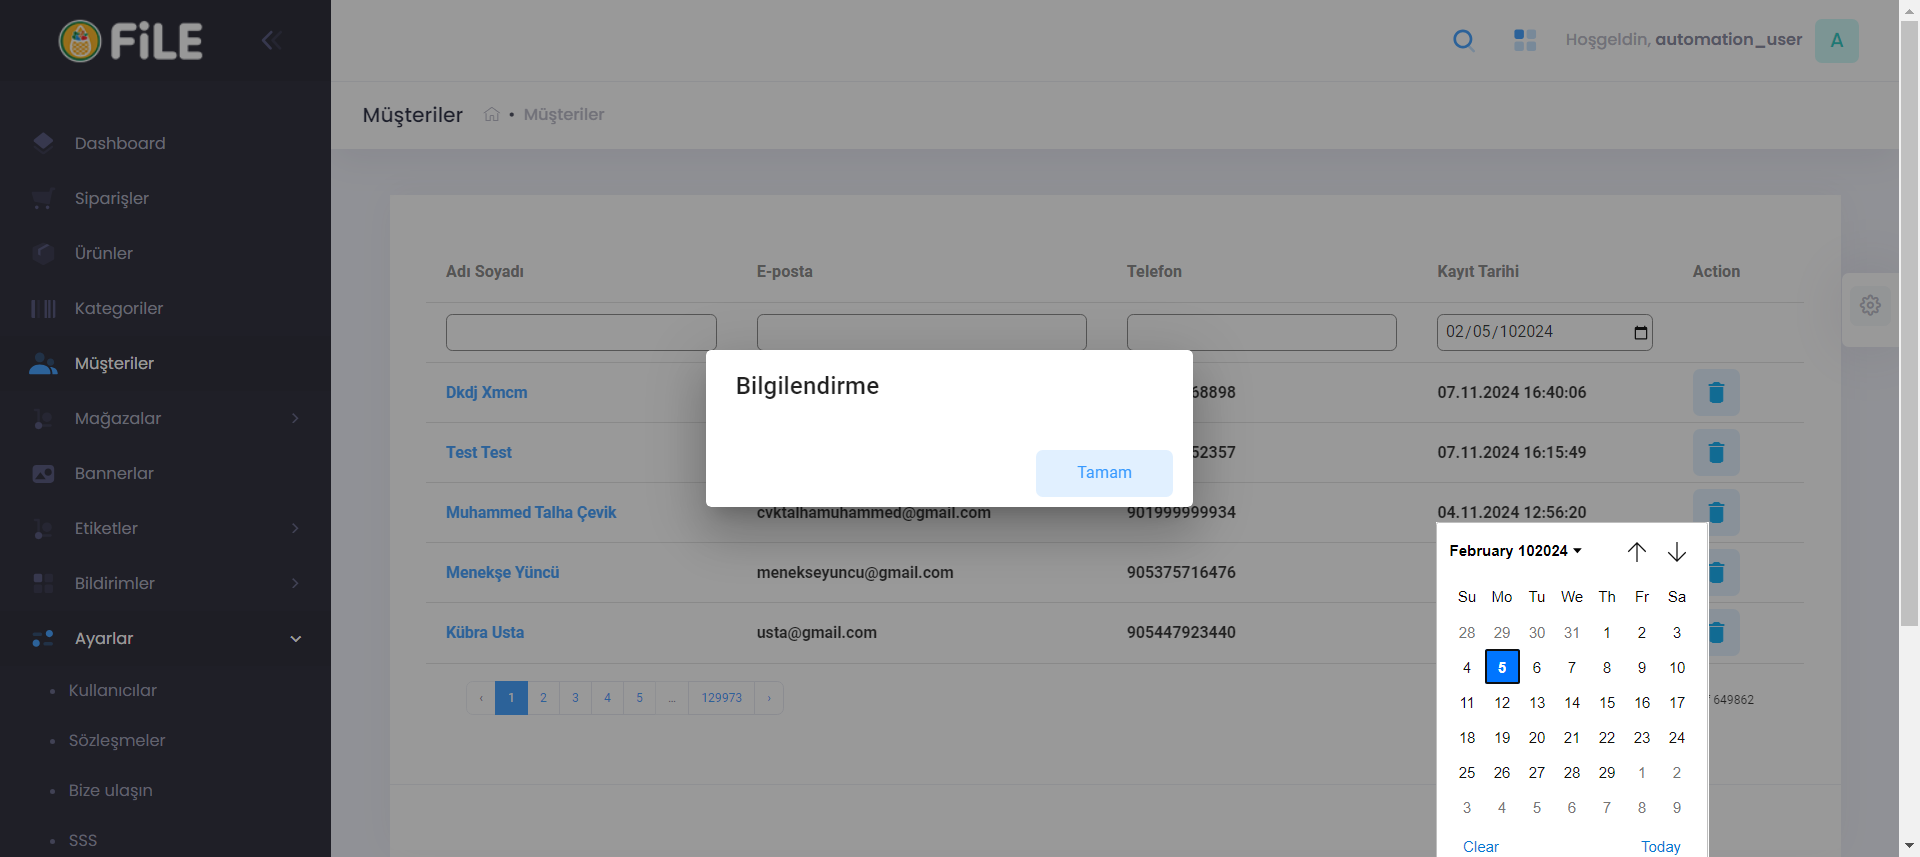 FiLE
Hoşgeldin, automation_user
A
Müşteriler
• Müşteriler
Dashboard
Siparişler
Ürünler
Kategoriler
Müşteriler
Mağazalar
Bannerlar
Etiketler
Bildirimler
Ayarlar
Kullanıcılar
Sözleşmeler
Bize ulaşın
SSS
Adı Soyadı E-posta Telefon Kayıt Tarihi Action
02/05/102024
Dkdj Xmcm 68898 07.11.2024 16:40:06
Test Test 52357 07.11.2024 16:15:49
Muhammed Talha Çevik cvktalhamuhammed@gmail.com 901999999934 04.11.2024 12:56:20
Menekşe Yüncü menekseyuncu@gmail.com 905375716476
Kübra Usta usta@gmail.com 905447923440
‹ 1 2 3 4 5 ... 129973 ›
649862
Bilgilendirme
Tamam
February 102024
Su Mo Tu We Th Fr Sa
28 29 30 31 1 2 3
4 5 6 7 8 9 10
11 12 13 14 15 16 17
18 19 20 21 22 23 24
25 26 27 28 29 1 2
3 4 5 6 7 8 9
Clear Today